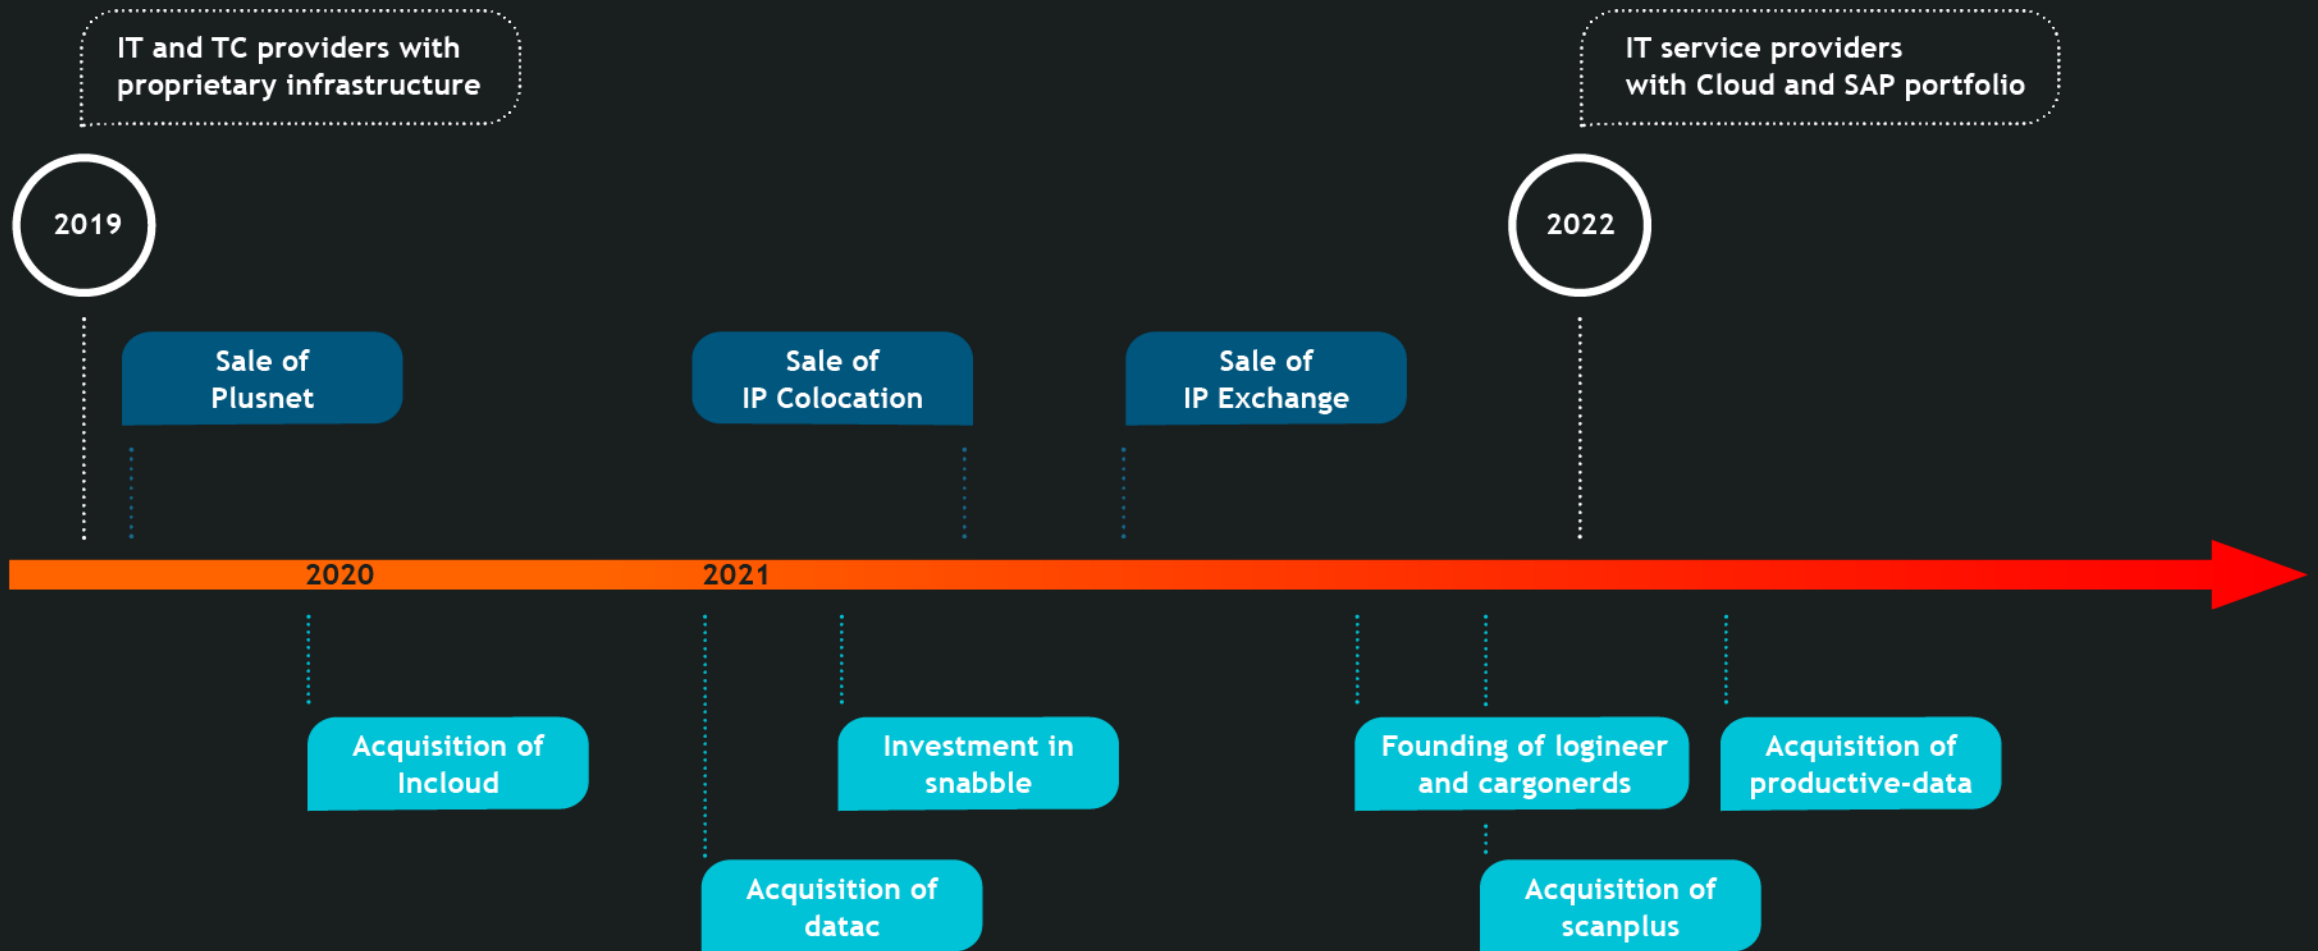 IT and TC providers with
proprietary infrastructure
IT service providers
with Cloud and SAP portfolio
2019
2022
Sale of
Plusnet
Sale of
IP Colocation
Sale of
IP Exchange
2020
2021
Acquisition of
Incloud
Investment in
snabble
Founding of logineer
and cargonerds
Acquisition of
productive-data
Acquisition of
datac
Acquisition of
scanplus